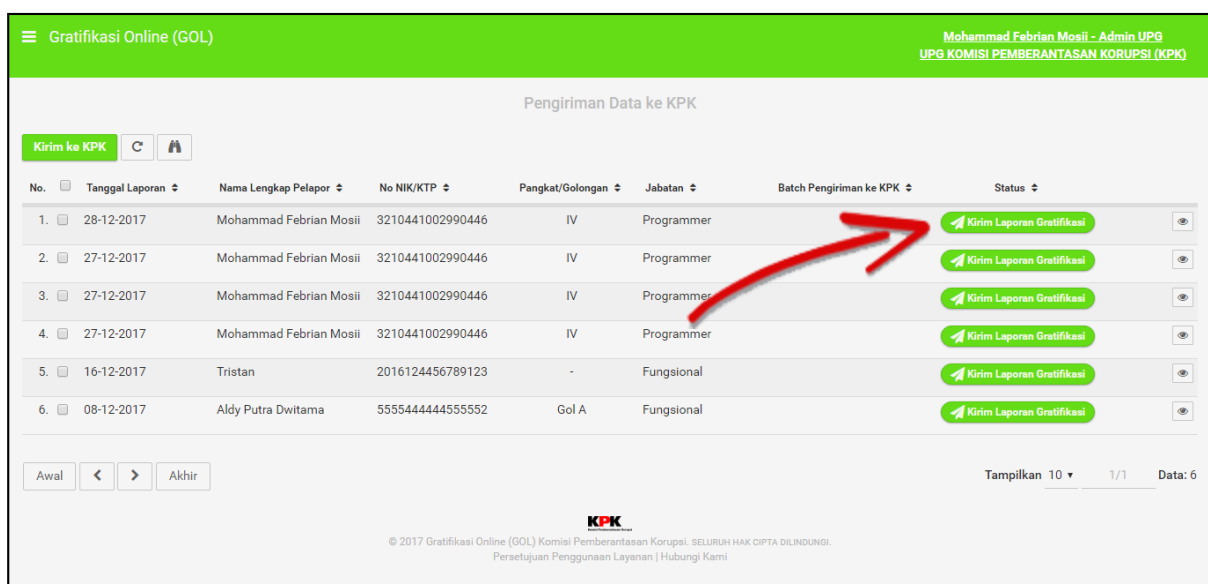 Gratifikasi Online (GOL)
Mohammad Febrian Mosii - Admin UPG
UPG KOMISI PEMBERANTASAN KORUPSI (KPK)
Pengiriman Data ke KPK
Kirim ke KPK
No. Tanggal Laporan Nama Lengkap Pelapor No NIK/KTP Pangkat/Golongan Jabatan Batch Pengiriman ke KPK Status
1. 28-12-2017 Mohammad Febrian Mosii 3210441002990446 IV Programmer Kirim Laporan Gratifikasi
2. 27-12-2017 Mohammad Febrian Mosii 3210441002990446 IV Programmer Kirim Laporan Gratifikasi
3. 27-12-2017 Mohammad Febrian Mosii 3210441002990446 IV Programmer Kirim Laporan Gratifikasi
4. 27-12-2017 Mohammad Febrian Mosii 3210441002990446 IV Programmer Kirim Laporan Gratifikasi
5. 16-12-2017 Tristan 2016124456789123 - Fungsional Kirim Laporan Gratifikasi
6. 08-12-2017 Aldy Putra Dwitama 5555444444555552 Gol A Fungsional Kirim Laporan Gratifikasi
Awal < > Akhir Tampilkan 10 1/1 Data: 6
KPK
© 2017 Gratifikasi Online (GOL) Komisi Pemberantasan Korupsi. SELURUH HAK CIPTA DILINDUNGI.
Persetujuan Penggunaan Layanan | Hubungi Kami